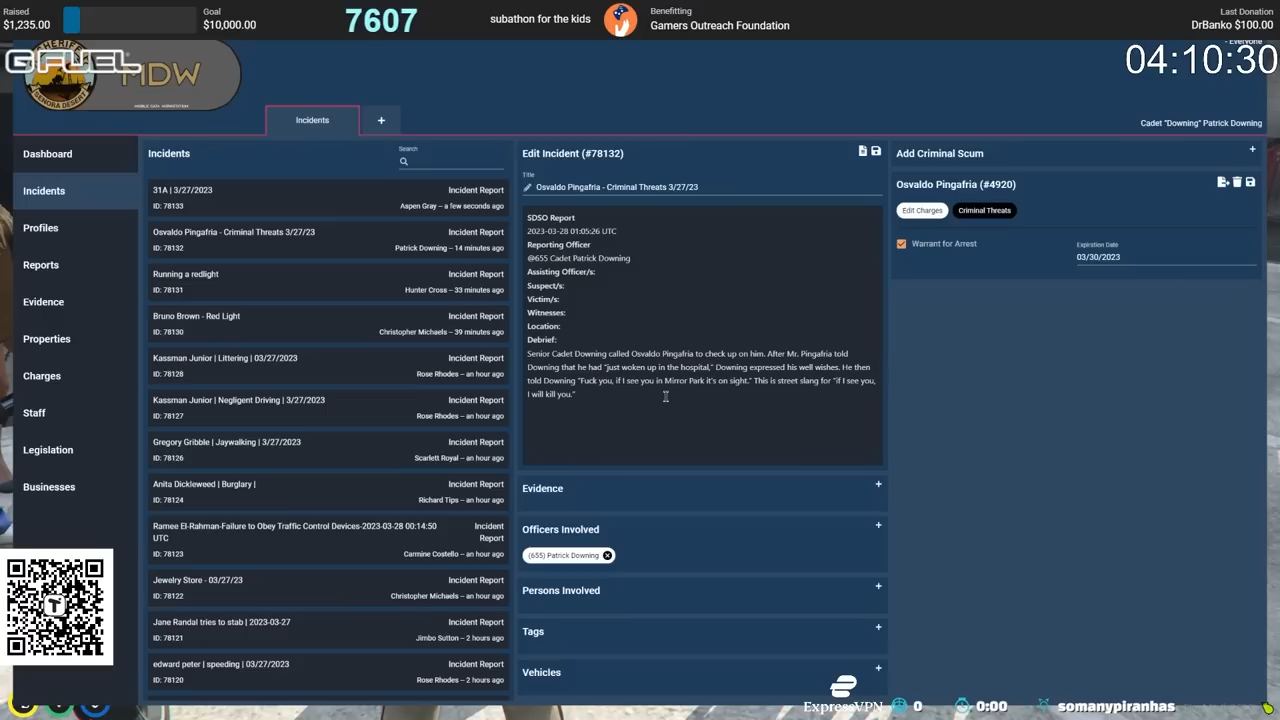 Raised
$1,235.00
Goal
$10,000.00
7607
subathon for the kids
Benefitting
Gamers Outreach Foundation
Last Donation
DrBanko $100.00
G FUEL
SHERIFF
SENORA DESERT
MDW
MOBILE DATA WORKSTATION
- Everyone
04:10:30
Incidents
+
Cadet "Downing" Patrick Downing
Dashboard
Incidents
Profiles
Reports
Evidence
Properties
Charges
Staff
Legislation
Businesses
Incidents
Search
31A | 3/27/2023
Incident Report
ID: 78133
Aspen Gray – a few seconds ago
Osvaldo Pingafria - Criminal Threats 3/27/23
Incident Report
ID: 78132
Patrick Downing – 14 minutes ago
Running a redlight
Incident Report
ID: 78131
Hunter Cross – 33 minutes ago
Bruno Brown - Red Light
Incident Report
ID: 78130
Christopher Michaels – 39 minutes ago
Kassman Junior | Littering | 03/27/2023
Incident Report
ID: 78128
Rose Rhodes – an hour ago
Kassman Junior | Negligent Driving | 3/27/2023
Incident Report
ID: 78127
Rose Rhodes – an hour ago
Gregory Gribble | Jaywalking | 3/27/2023
Incident Report
ID: 78126
Scarlett Royal – an hour ago
Anita Dickleweed | Burglary |
Incident Report
ID: 78124
Richard Tips – an hour ago
Ramee El-Rahman-Failure to Obey Traffic Control Devices-2023-03-28 00:14:50
UTC
Incident
Report
ID: 78123
Carmine Costello – an hour ago
Jewelry Store - 03/27/23
Incident Report
ID: 78122
Christopher Michaels – an hour ago
Jane Randal tries to stab | 2023-03-27
Incident Report
ID: 78121
Jimbo Sutton – 2 hours ago
edward peter | speeding | 03/27/2023
Incident Report
ID: 78120
Rose Rhodes – 2 hours ago
Edit Incident (#78132)
Title
Osvaldo Pingafria - Criminal Threats 3/27/23
SDSO Report
2023-03-28 01:05:26 UTC
Reporting Officer
@655 Cadet Patrick Downing
Assisting Officer/s:
Suspect/s:
Victim/s:
Witnesses:
Location:
Debrief:
Senior Cadet Downing called Osvaldo Pingafria to check up on him. After Mr. Pingafria told
Downing that he had "just woken up in the hospital," Downing expressed his well wishes. He then
told Downing "Fuck you, if I see you in Mirror Park it's on sight." This is street slang for "if I see you,
I will kill you."
Evidence
+
Officers Involved
+
(655) Patrick Downing
Persons Involved
+
Tags
+
Vehicles
+
Add Criminal Scum
+
Osvaldo Pingafria (#4920)
Edit Charges
Criminal Threats
Warrant for Arrest
Expiration Date
03/30/2023
T
ExpressVPN
0
0:00
somanypiranhas